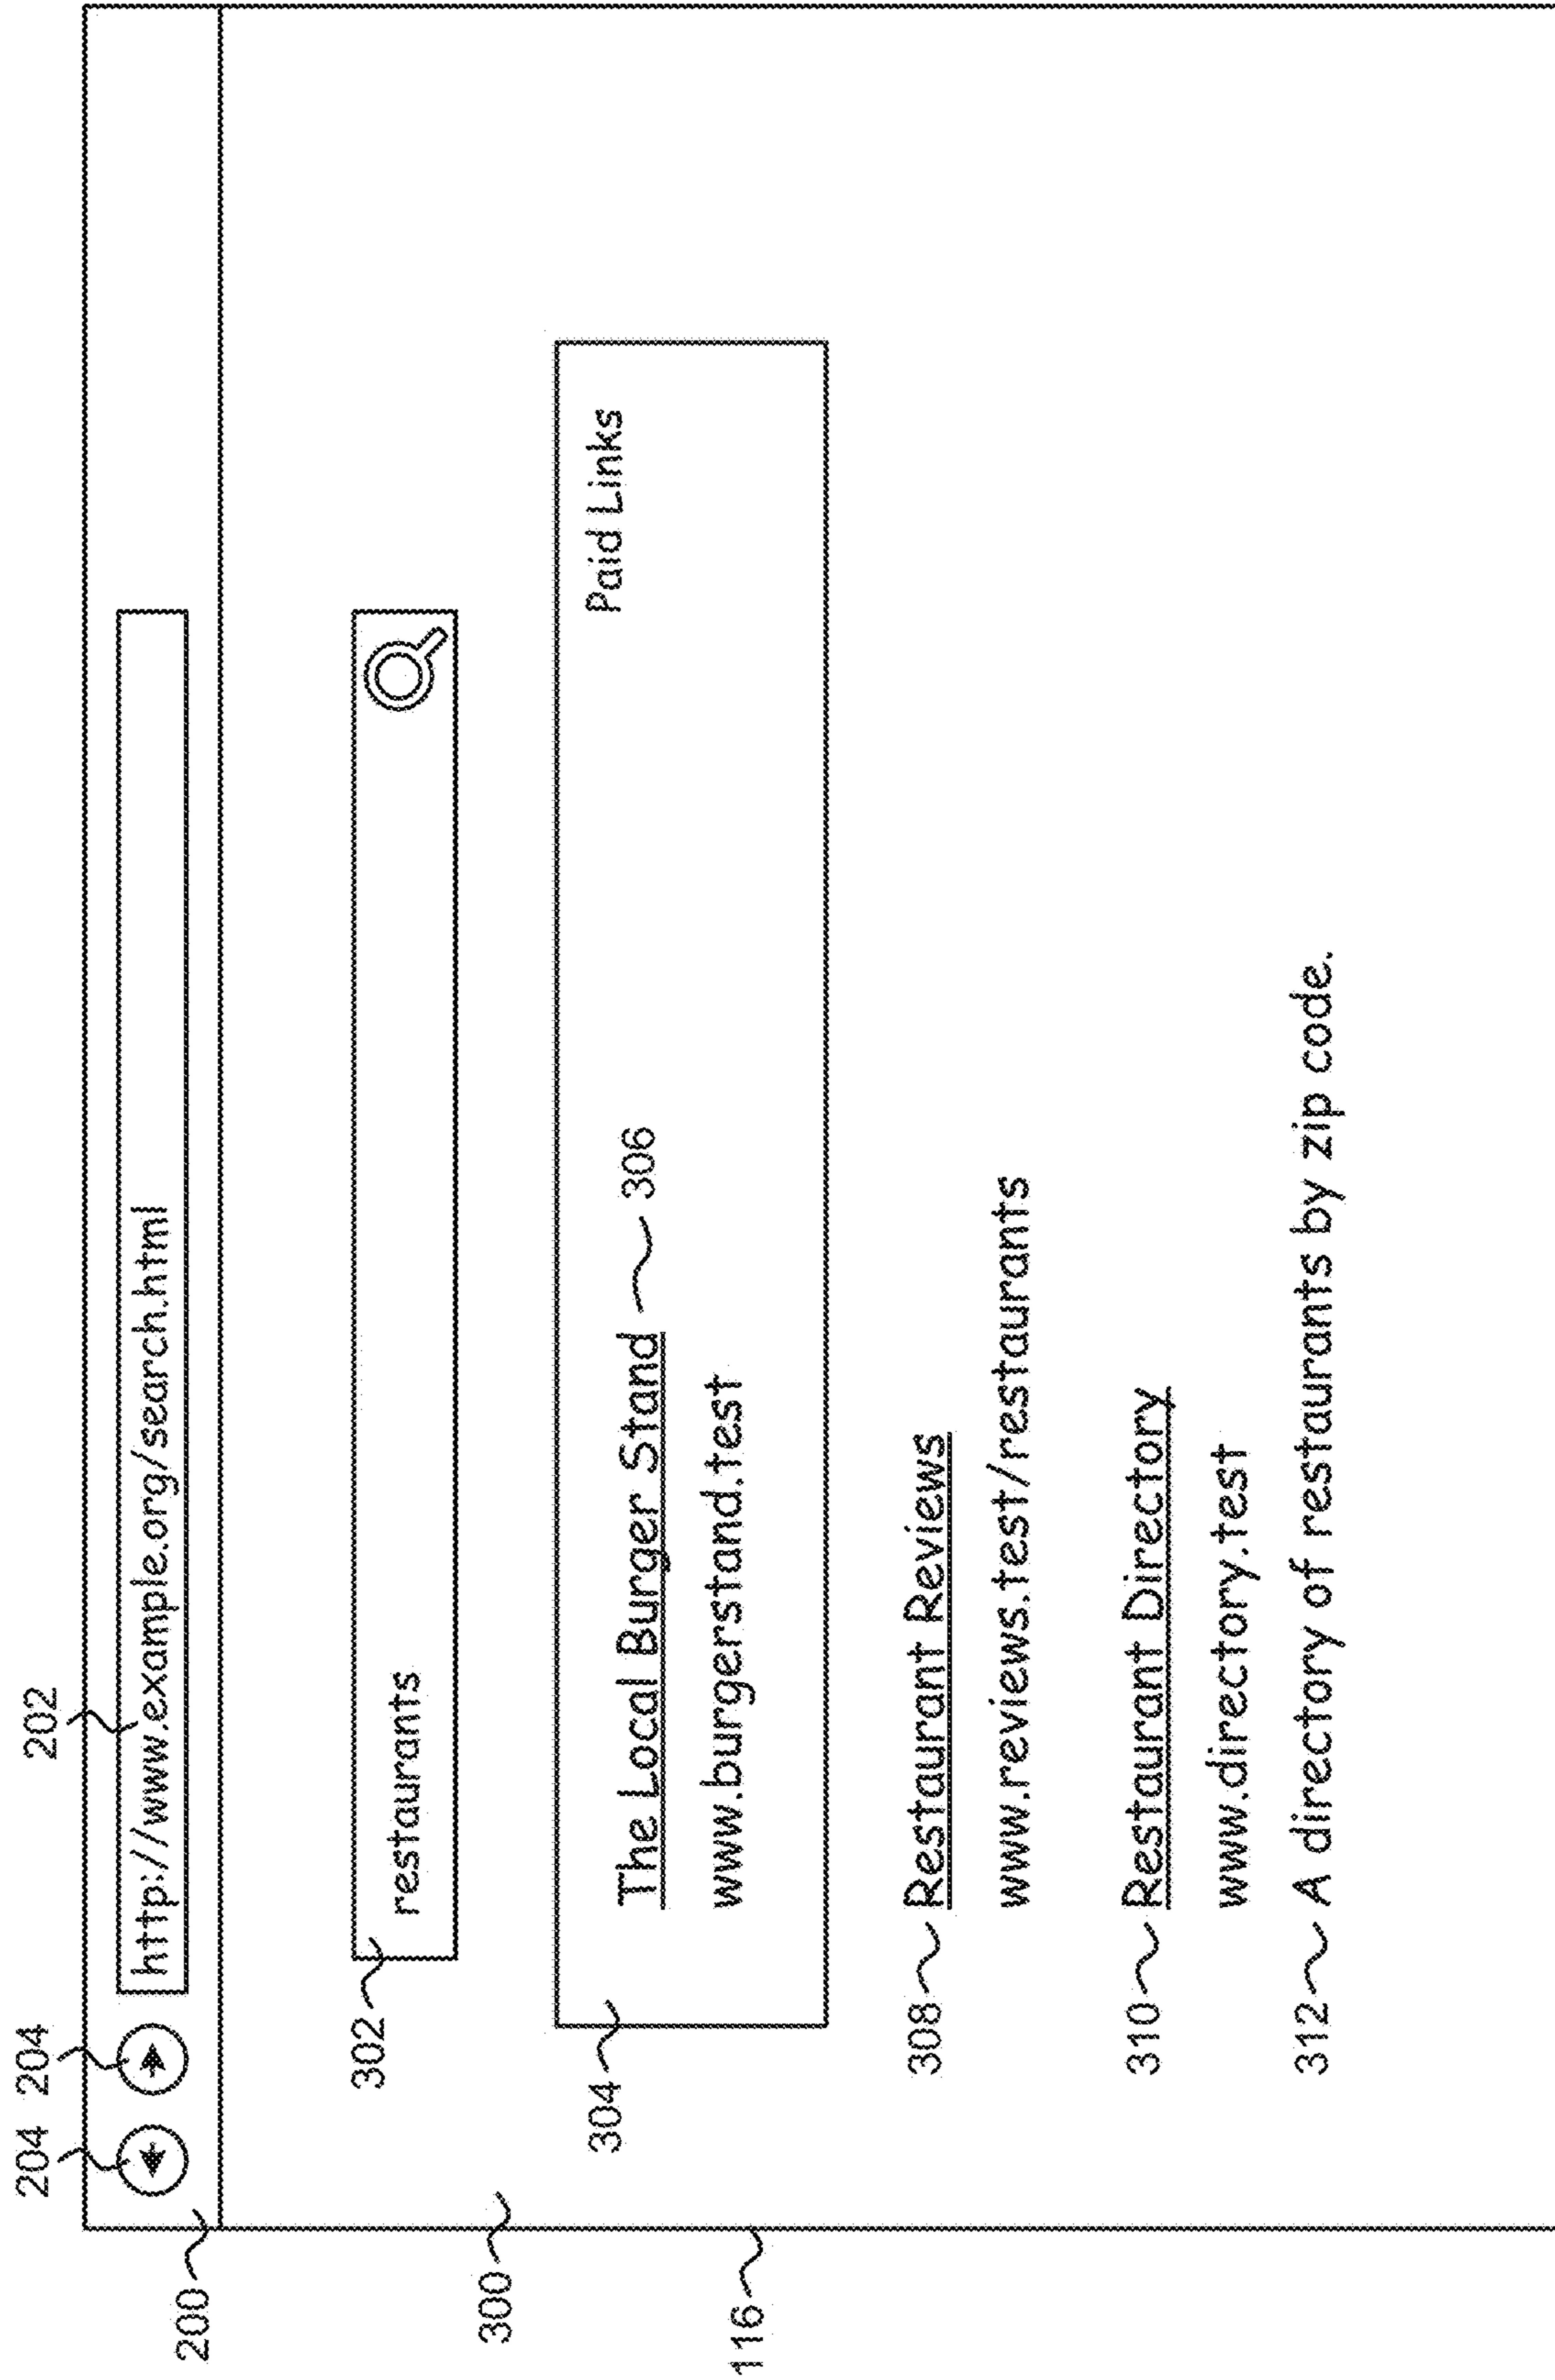 202
204 204
http://www.example.org/search.html
200
302
restaurants
300
304
Paid Links
The Local Burger Stand 306
www.burgerstand.test
116
308 Restaurant Reviews
www.reviews.test/restaurants
310 Restaurant Directory
www.directory.test
312 A directory of restaurants by zip code.